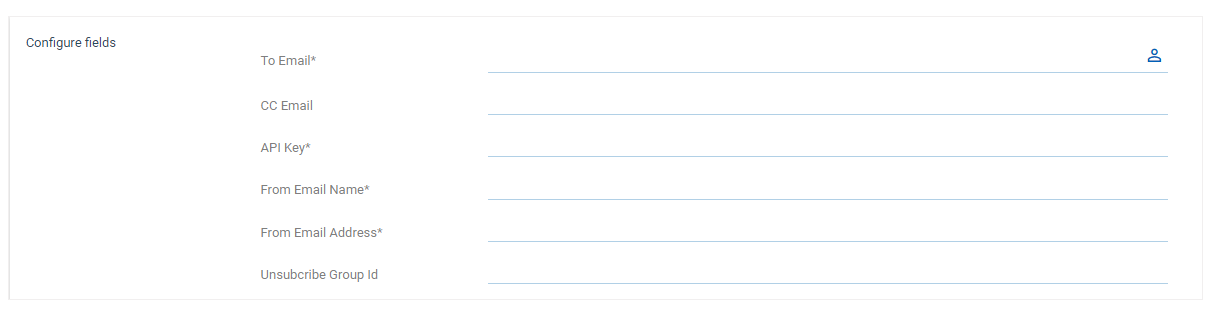 Configure fields
To Email*
CC Email
API Key*
From Email Name*
From Email Address*
Unsubcribe Group Id